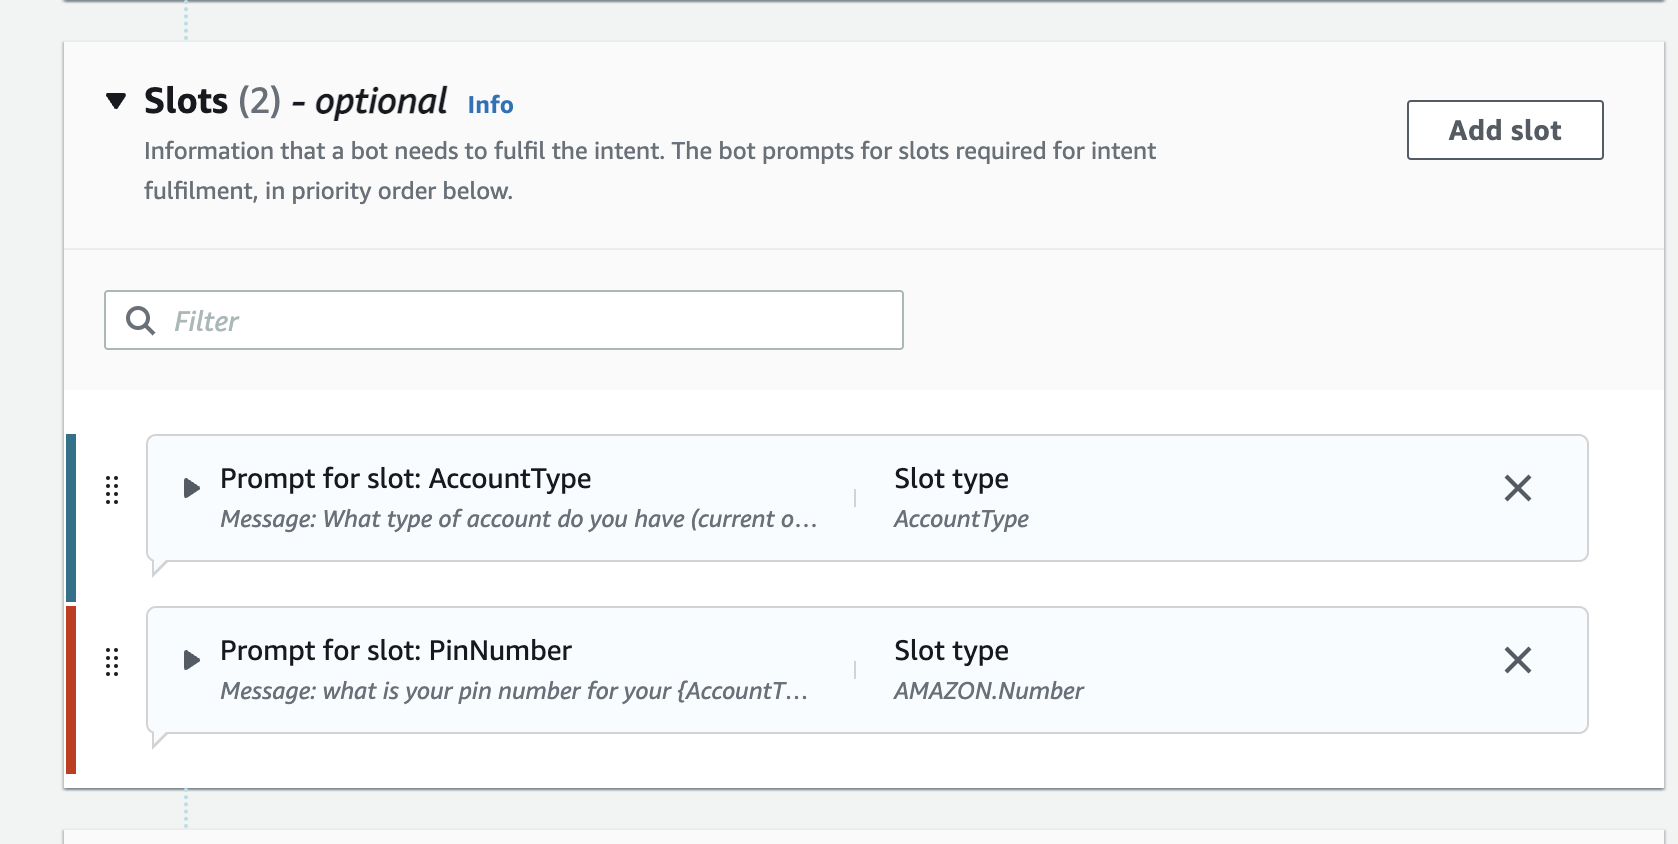 Slots (2) - optional Info
Add slot
Information that a bot needs to fulfil the intent. The bot prompts for slots required for intent
fulfilment, in priority order below.
Filter
Prompt for slot: AccountType
Slot type
Message: What type of account do you have (current o...
AccountType
Prompt for slot: PinNumber
Slot type
Message: what is your pin number for your {AccountT...
AMAZON.Number